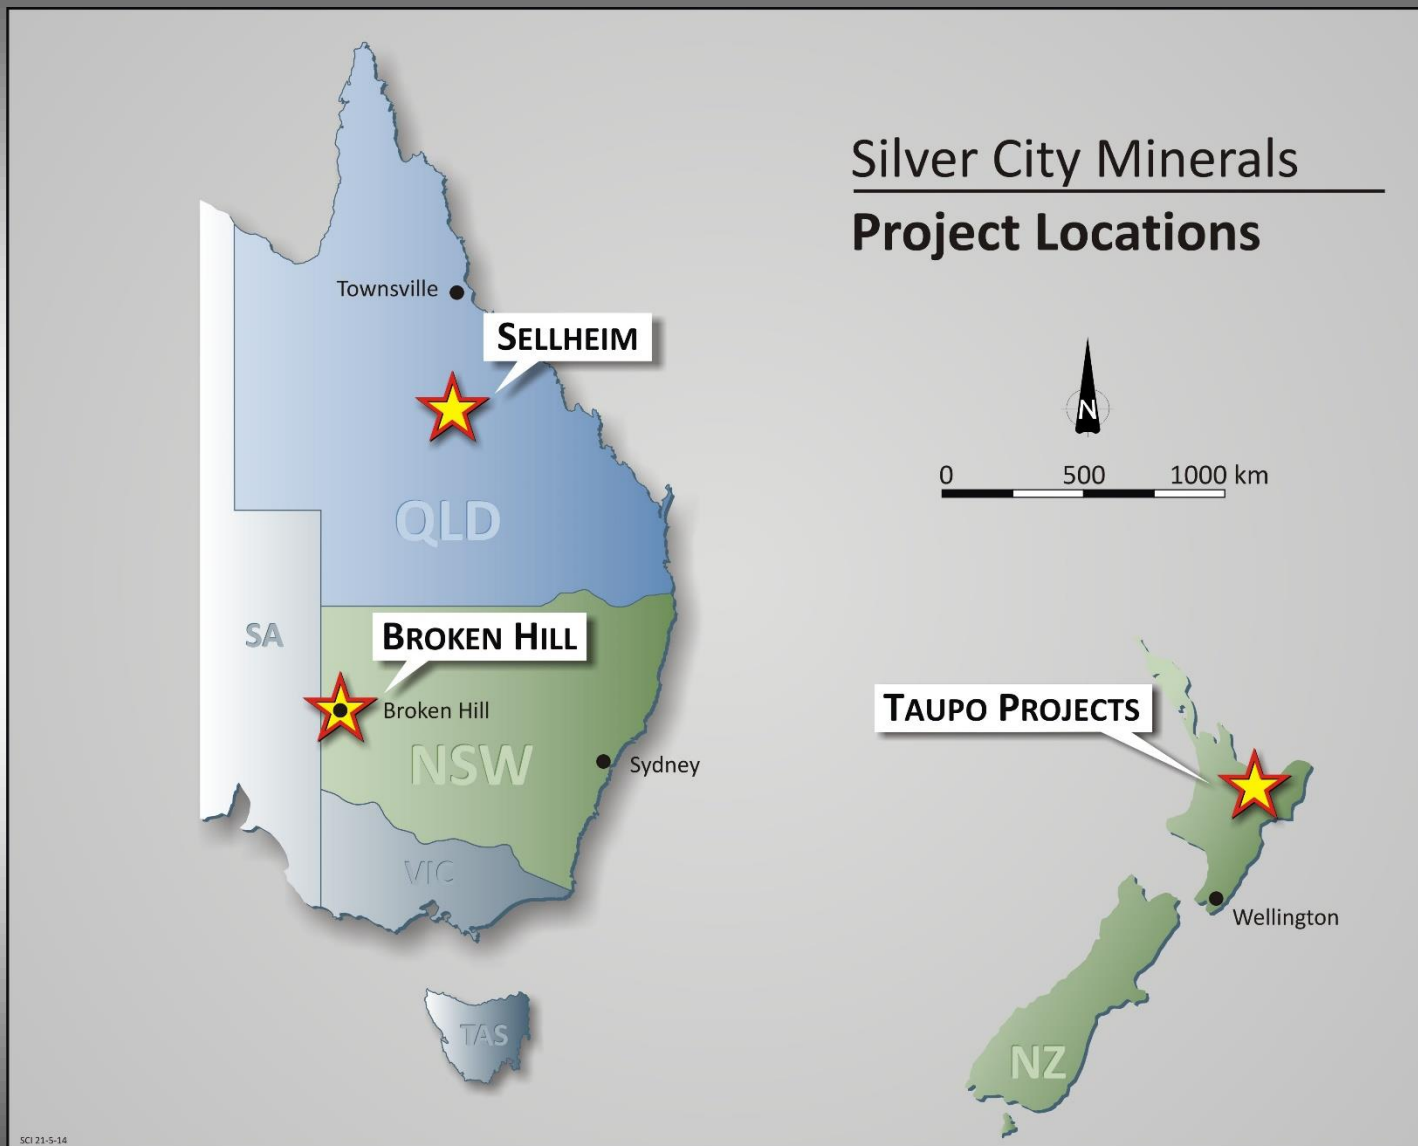 Silver City Minerals
Project Locations
Townsville
SELLHEIM
N
0 500 1000 km
QLD
SA
BROKEN HILL
Broken Hill
NSW
Sydney
TAUPO PROJECTS
VIC
Wellington
TAS
NZ
SCI 21-5-14